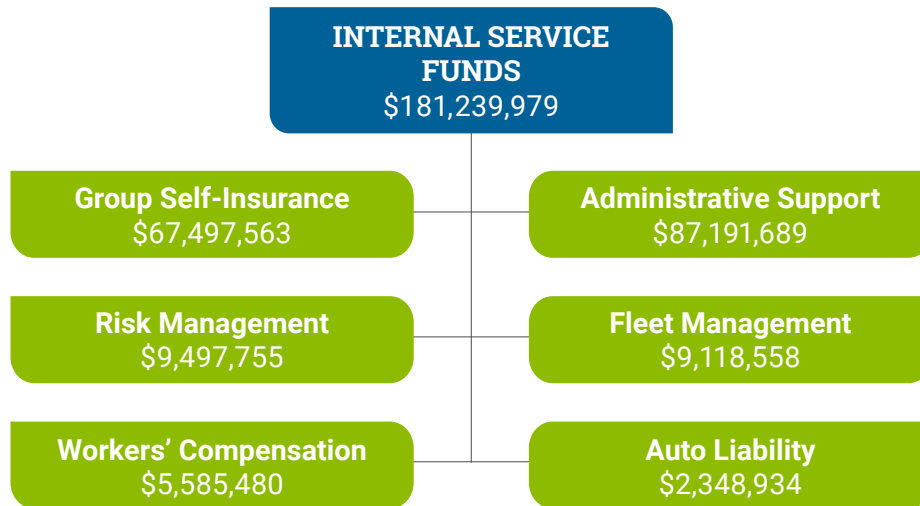 INTERNAL SERVICE
FUNDS
$181,239,979
Group Self-Insurance
$67,497,563
Administrative Support
$87,191,689
Risk Management
$9,497,755
Fleet Management
$9,118,558
Workers’ Compensation
$5,585,480
Auto Liability
$2,348,934